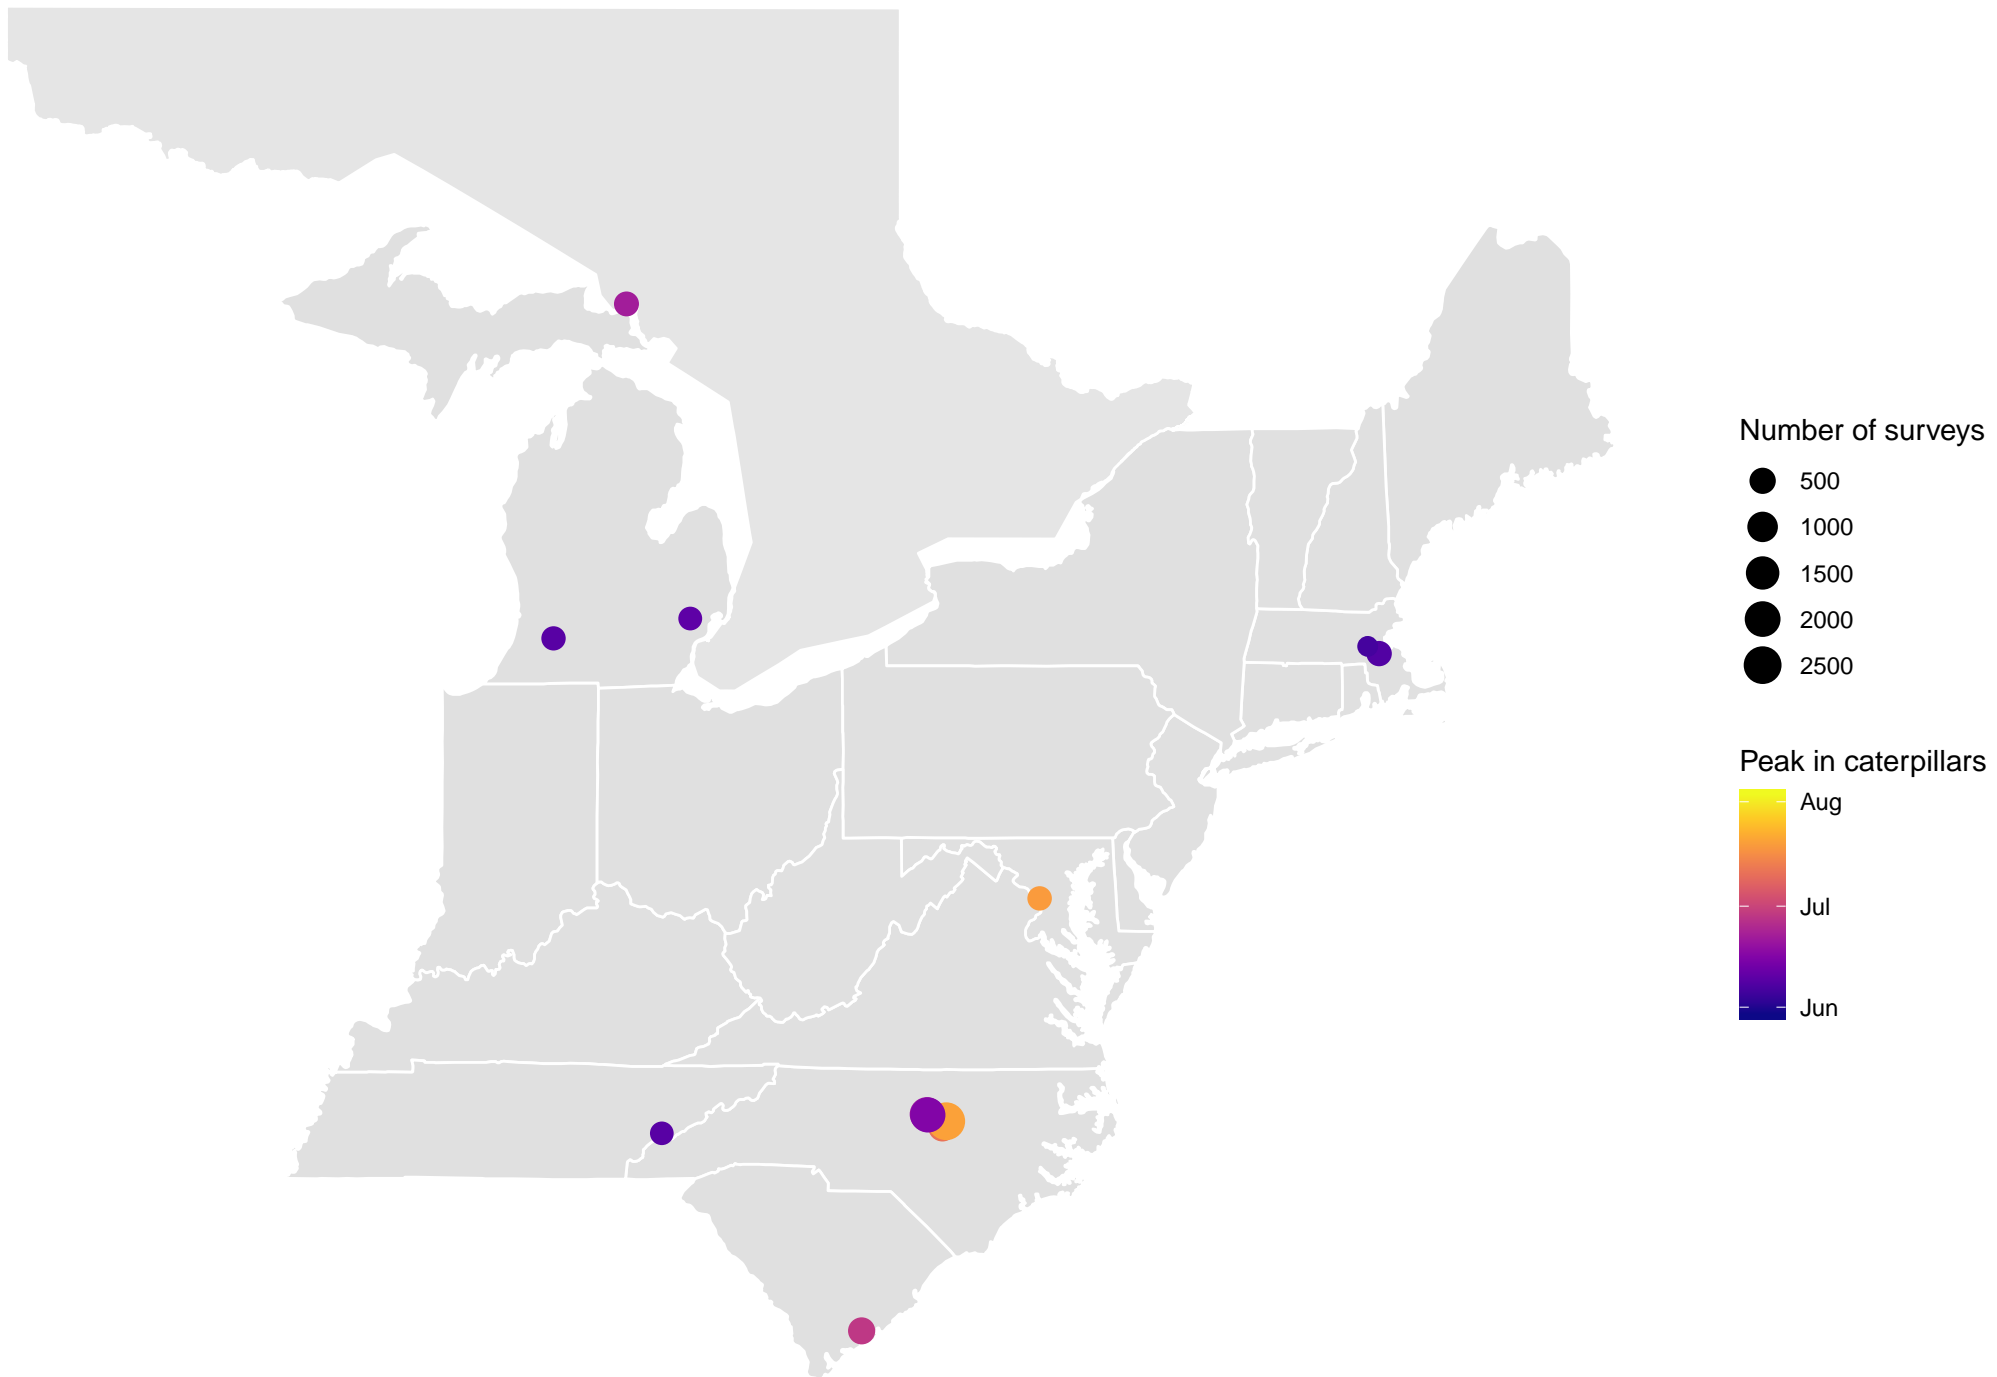 Number of surveys
500
1000
1500
2000
2500
Peak in caterpillars
Aug
Jul
Jun